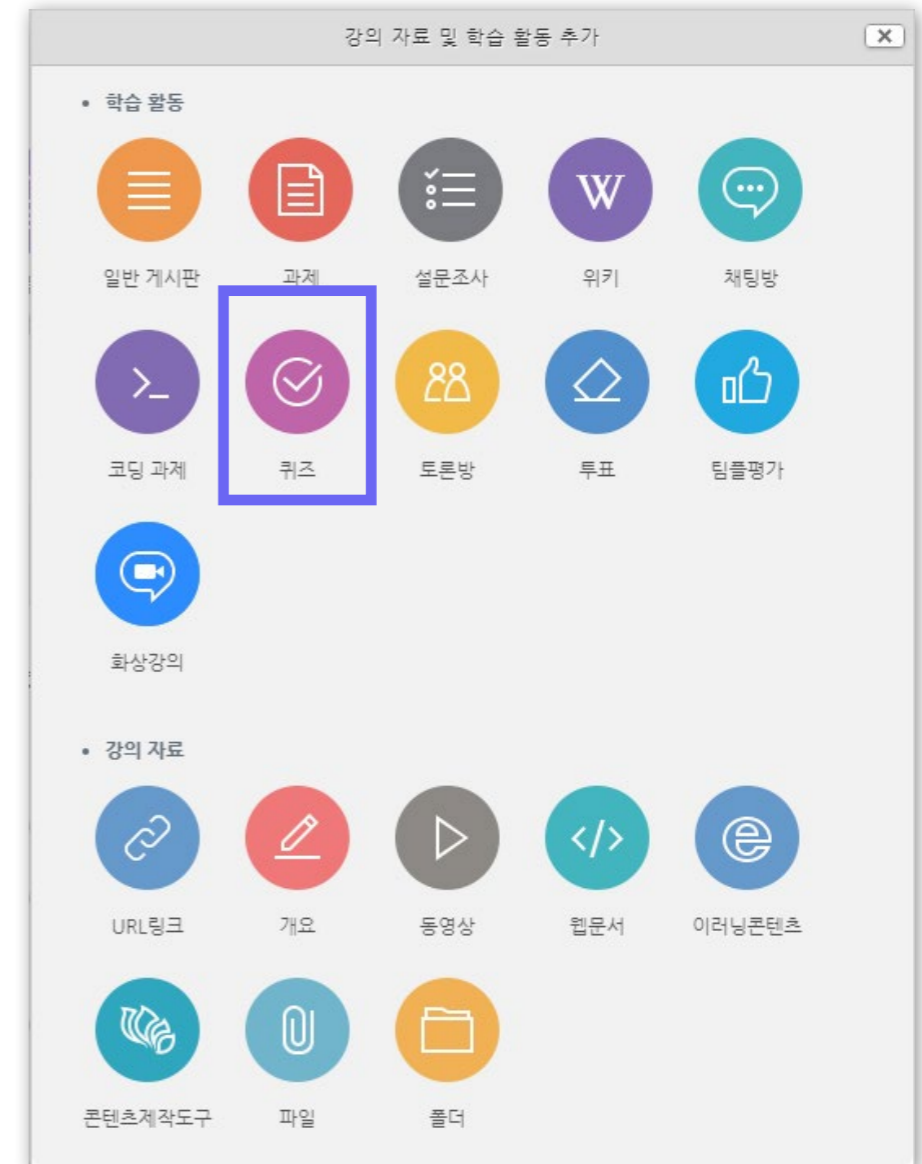 강의 자료 및 학습 활동 추가
• 학습 활동
일반 게시판 과제 설문조사 위키 채팅방
코딩 과제 퀴즈 토론방 투표 팀플평가
화상강의
• 강의 자료
URL링크 개요 동영상 웹문서 이러닝콘텐츠
콘텐츠제작도구 파일 폴더